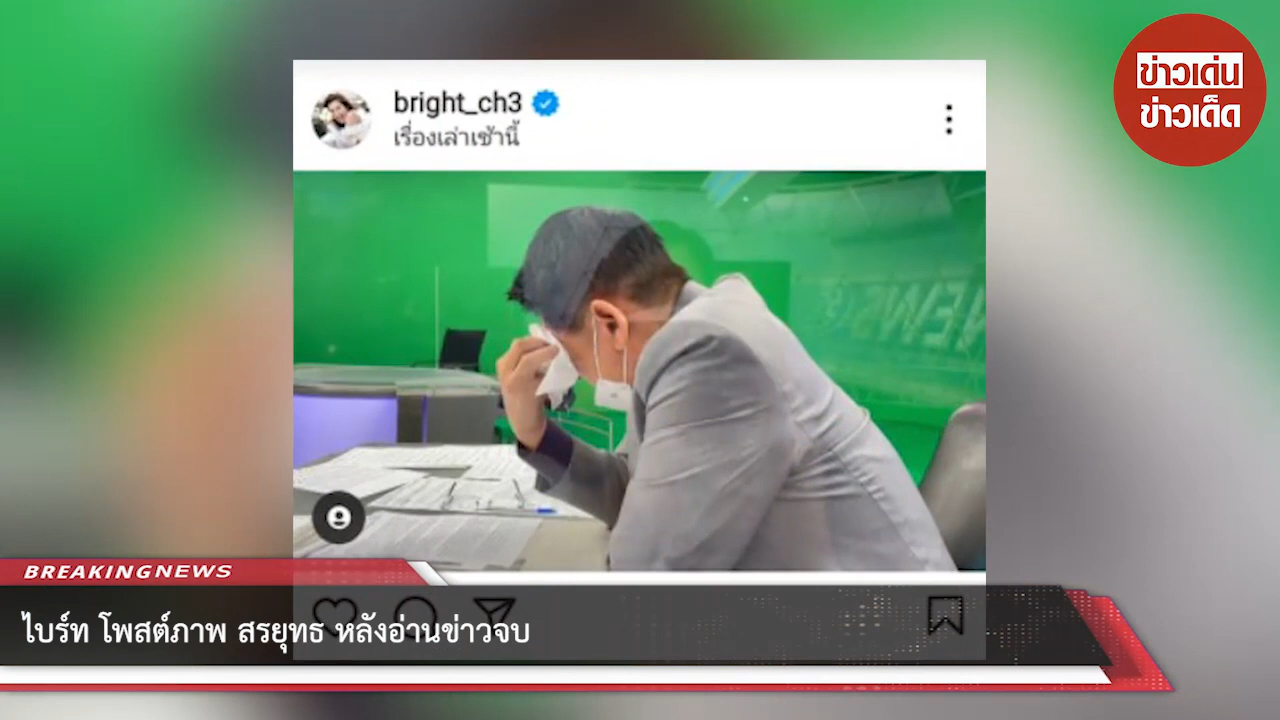 ข่าวเด่น
ข่าวเด็ด
bright_ch3
เรื่องเล่าเช้านี้
NEWS
BREAKINGNEWS
ไบร์ท โพสต์ภาพ สรยุทธ หลังอ่านข่าวจบ